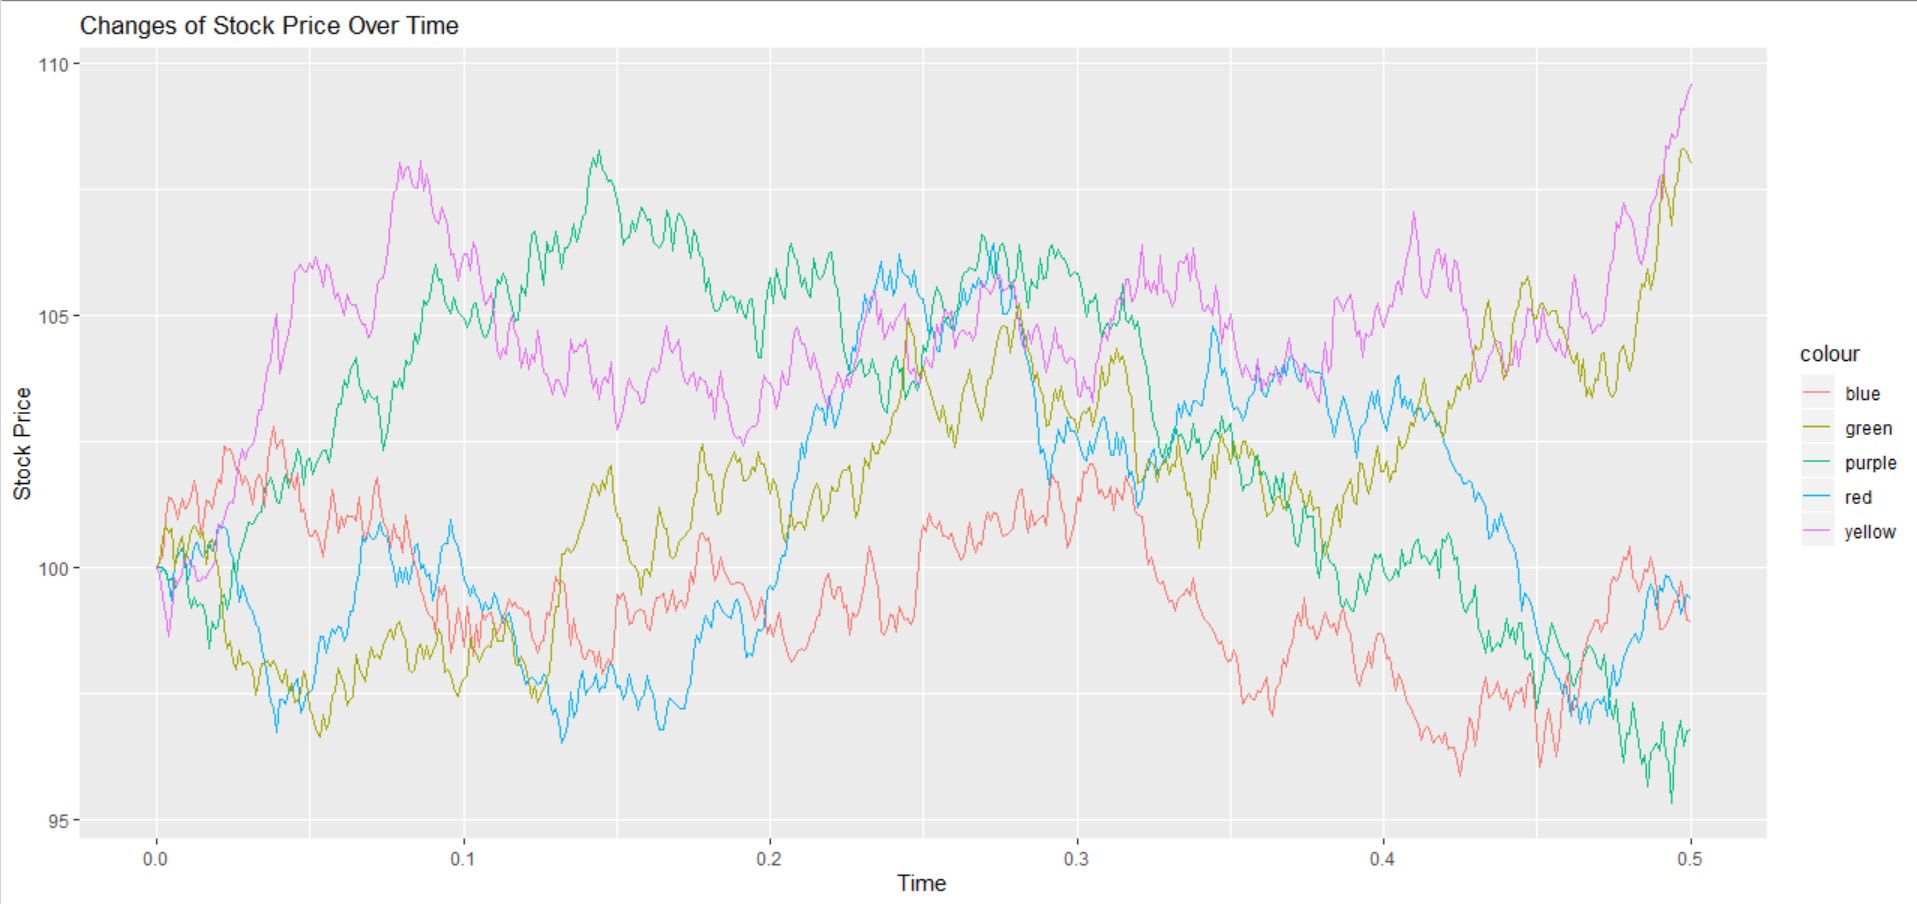 Changes of Stock Price Over Time
110
105
100
95
Stock Price
0.0 0.1 0.2 0.3 0.4 0.5
Time
colour
blue
green
purple
red
yellow